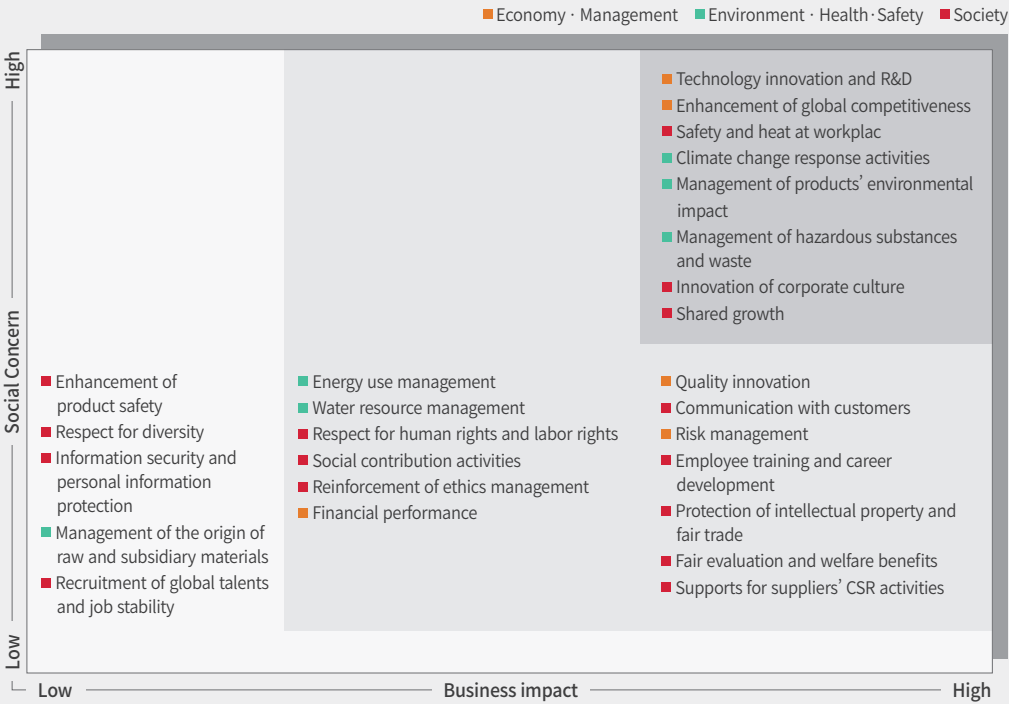 Economy · Management Environment · Health · Safety Society
High
Social Concern
Low
Technology innovation and R&D
Enhancement of global competitiveness
Safety and heat at workplac
Climate change response activities
Management of products’ environmental
impact
Management of hazardous substances
and waste
Innovation of corporate culture
Shared growth
Enhancement of
product safety
Respect for diversity
Information security and
personal information
protection
Management of the origin of
raw and subsidiary materials
Recruitment of global talents
and job stability
Energy use management
Water resource management
Respect for human rights and labor rights
Social contribution activities
Reinforcement of ethics management
Financial performance
Quality innovation
Communication with customers
Risk management
Employee training and career
development
Protection of intellectual property and
fair trade
Fair evaluation and welfare benefits
Supports for suppliers’ CSR activities
Low Business impact High